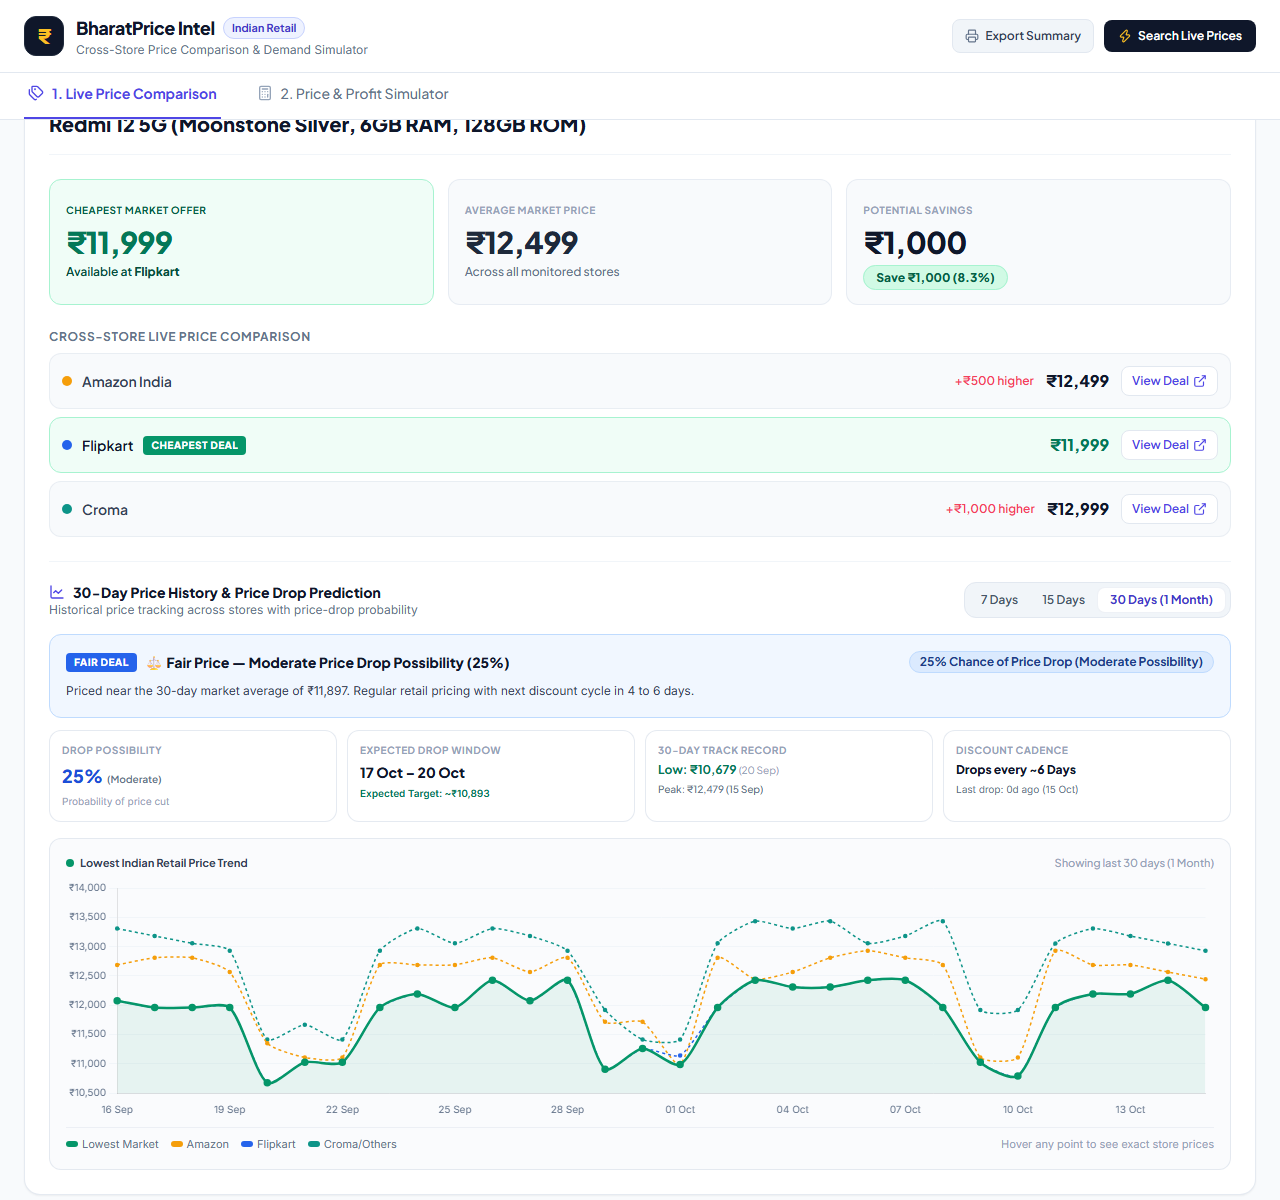 ₹
BharatPrice Intel
Indian Retail
Cross-Store Price Comparison & Demand Simulator
Export Summary
Search Live Prices
1. Live Price Comparison
2. Price & Profit Simulator
Redmi 12 5G (Moonstone Silver, 6GB RAM, 128GB ROM)
CHEAPEST MARKET OFFER
₹11,999
Available at Flipkart
AVERAGE MARKET PRICE
₹12,499
Across all monitored stores
POTENTIAL SAVINGS
₹1,000
Save ₹1,000 (8.3%)
CROSS-STORE LIVE PRICE COMPARISON
Amazon India
+₹500 higher
₹12,499
View Deal
Flipkart
CHEAPEST DEAL
₹11,999
View Deal
Croma
+₹1,000 higher
₹12,999
View Deal
30-Day Price History & Price Drop Prediction
Historical price tracking across stores with price-drop probability
7 Days
15 Days
30 Days (1 Month)
FAIR DEAL
⚖️ Fair Price — Moderate Price Drop Possibility (25%)
25% Chance of Price Drop (Moderate Possibility)
Priced near the 30-day market average of ₹11,897. Regular retail pricing with next discount cycle in 4 to 6 days.
DROP POSSIBILITY
25% (Moderate)
Probability of price cut
EXPECTED DROP WINDOW
17 Oct – 20 Oct
Expected Target: ~₹10,893
30-DAY TRACK RECORD
Low: ₹10,679 (20 Sep)
Peak: ₹12,479 (15 Sep)
DISCOUNT CADENCE
Drops every ~6 Days
Last drop: 0d ago (15 Oct)
Lowest Indian Retail Price Trend
Showing last 30 days (1 Month)
₹14,000
₹13,500
₹13,000
₹12,500
₹12,000
₹11,500
₹11,000
₹10,500
16 Sep
19 Sep
22 Sep
25 Sep
28 Sep
01 Oct
04 Oct
07 Oct
10 Oct
13 Oct
Lowest Market
Amazon
Flipkart
Croma/Others
Hover any point to see exact store prices